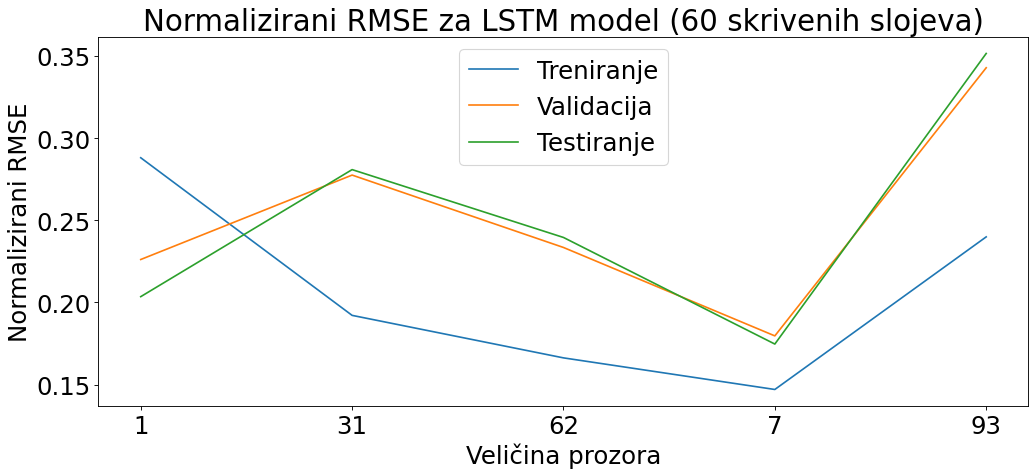 Normalizirani RMSE za LSTM model (60 skrivenih slojeva)
Treniranje
Validacija
Testiranje
Normalizirani RMSE
0.35
0.30
0.25
0.20
0.15
1 31 62 7 93
Veličina prozora